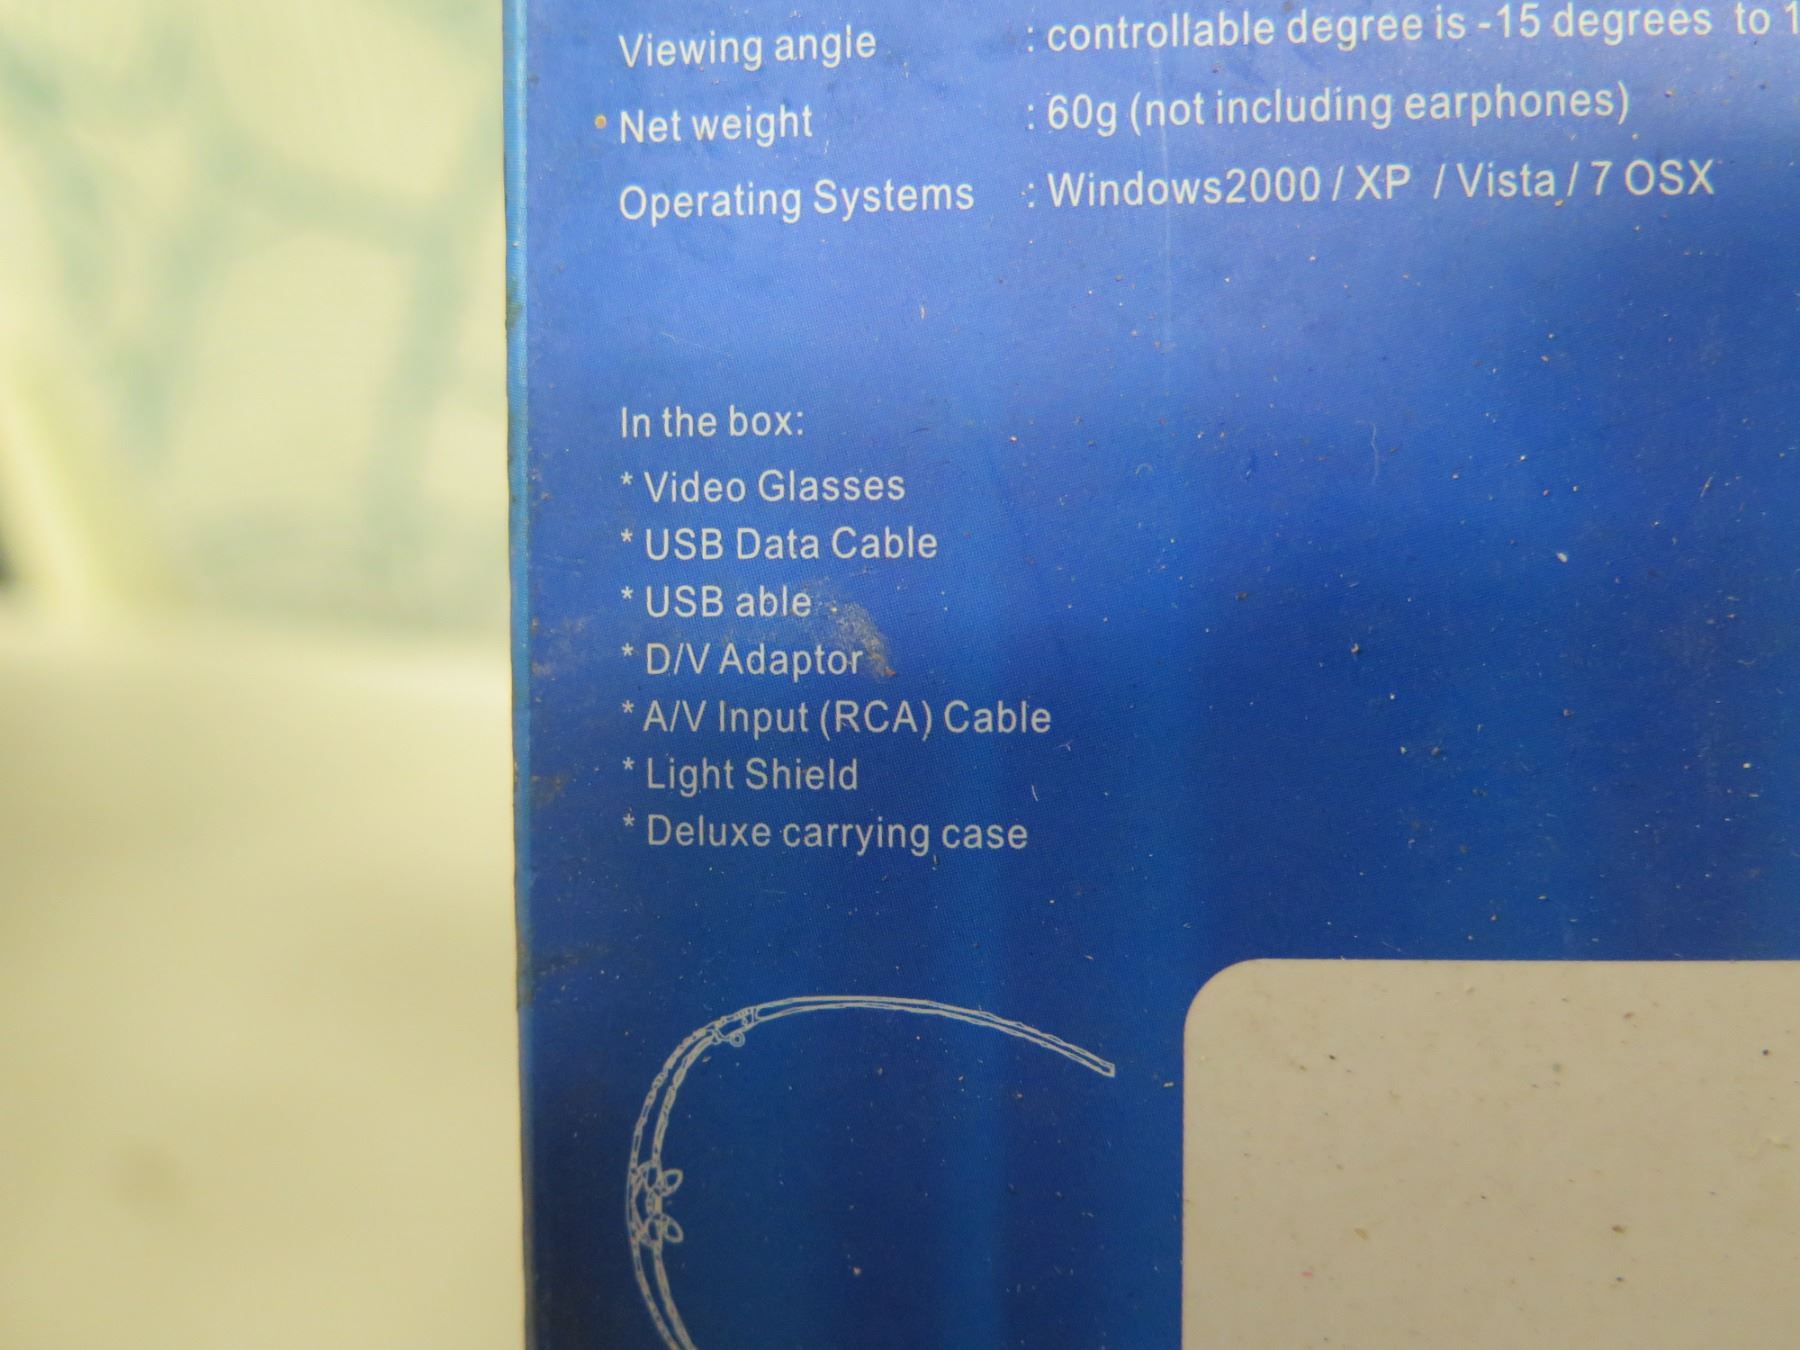 Viewing angle : controllable degree is -15 degrees to
Net weight : 60g (not including earphones)
Operating Systems : Windows2000 / XP / Vista / 7 OSX
In the box:
* Video Glasses
* USB Data Cable
* USB able
* D/V Adaptor
* A/V Input (RCA) Cable
* Light Shield
* Deluxe carrying case